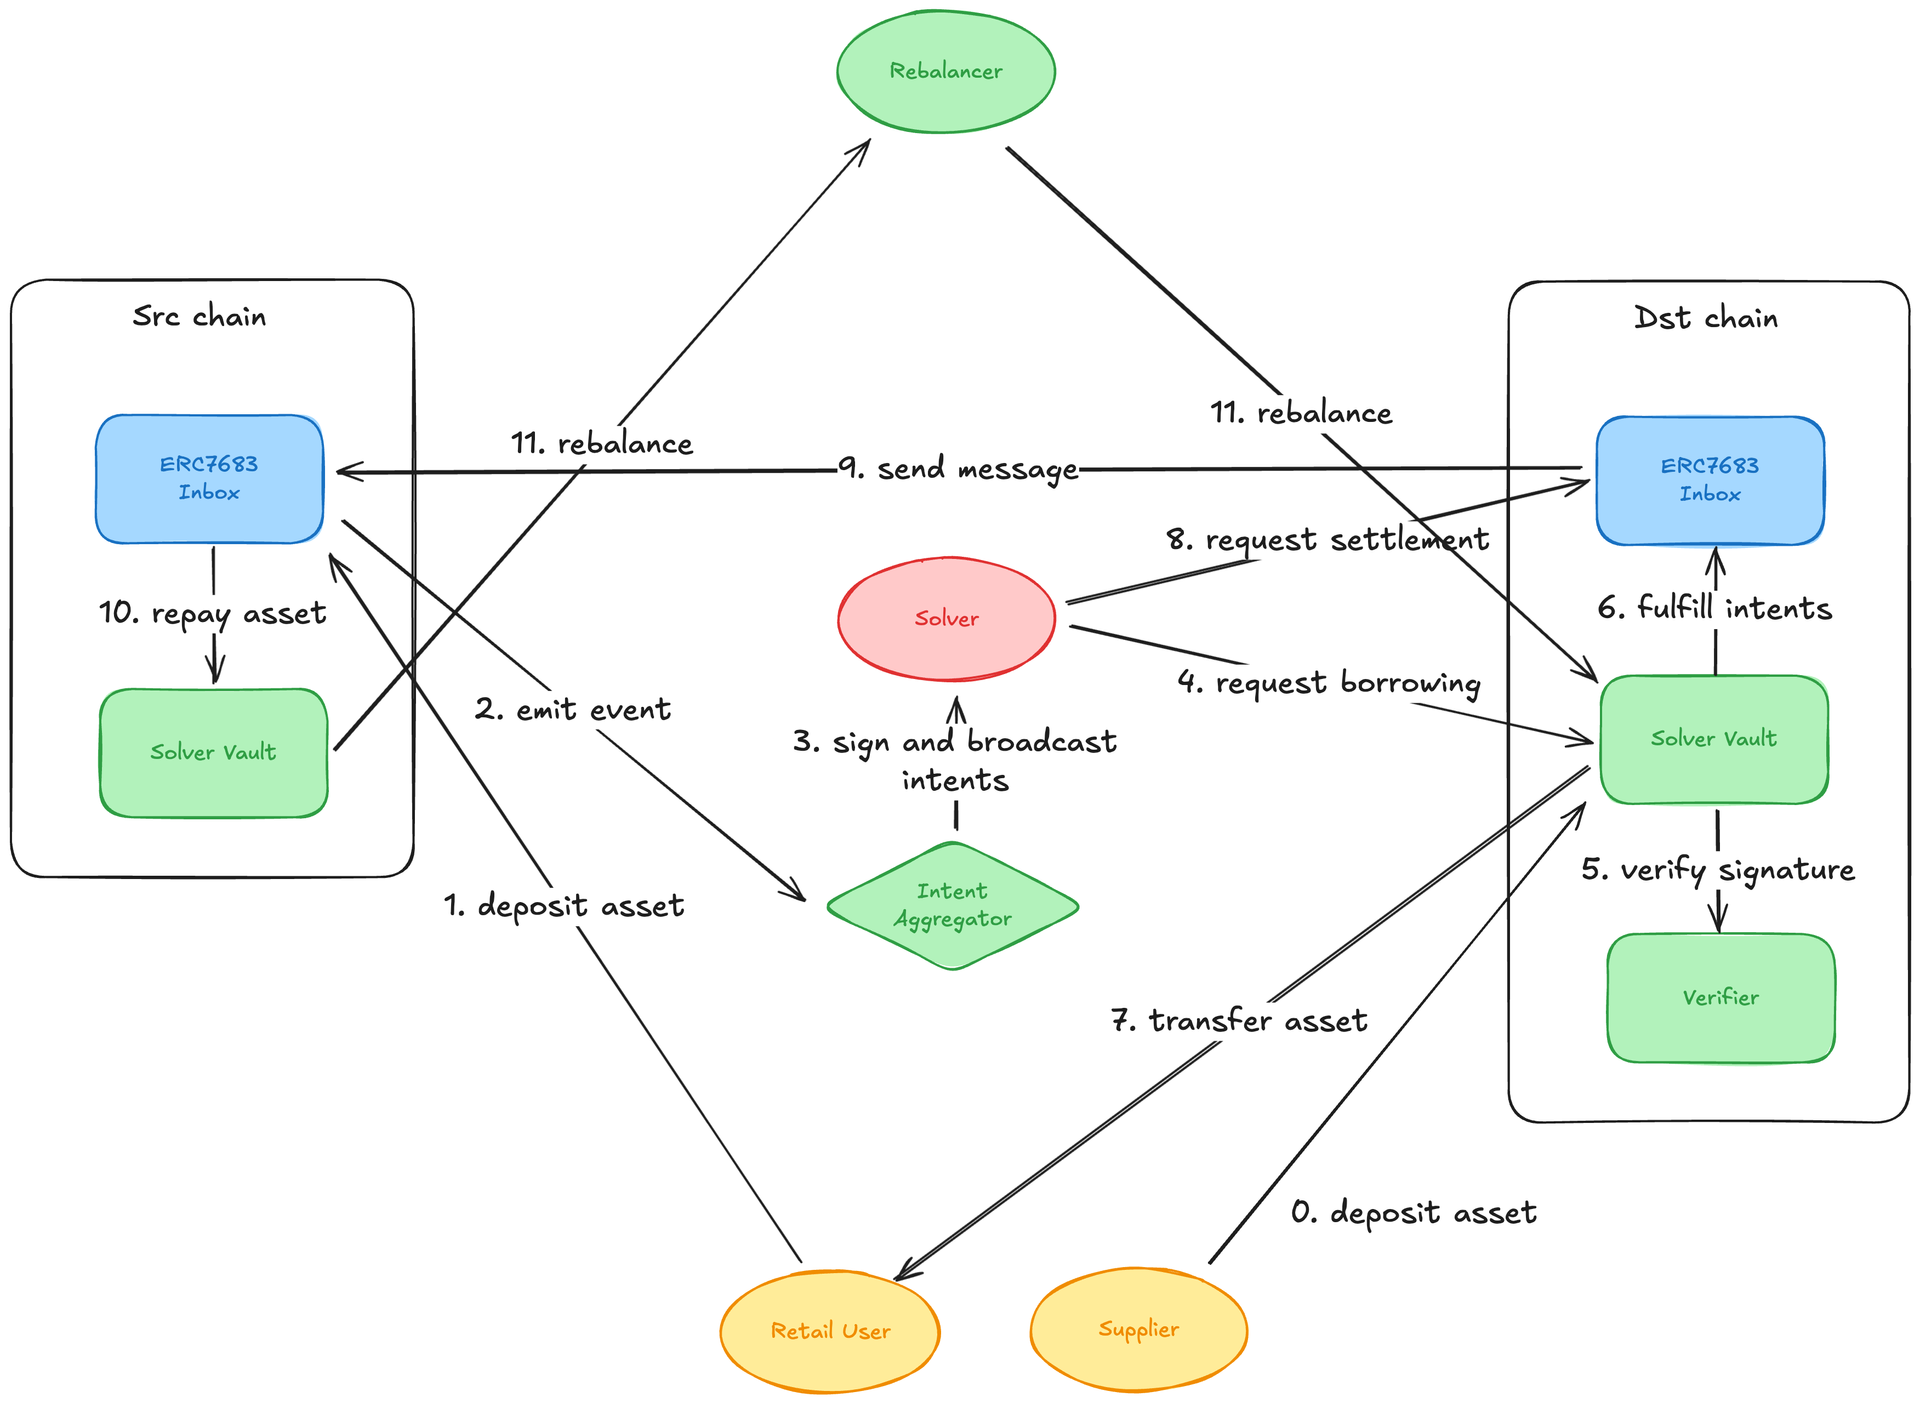 Rebalancer
Src chain
Dst chain
11. rebalance
11. rebalance
ERC7683
Inbox
9. send message
ERC7683
Inbox
8. request settlement
10. repay asset
Solver
6. fulfill intents
4. request borrowing
2. emit event
3. sign and broadcast
intents
Solver Vault
Solver Vault
5. verify signature
1. deposit asset
Intent
Aggregator
Verifier
7. transfer asset
0. deposit asset
Retail User
Supplier